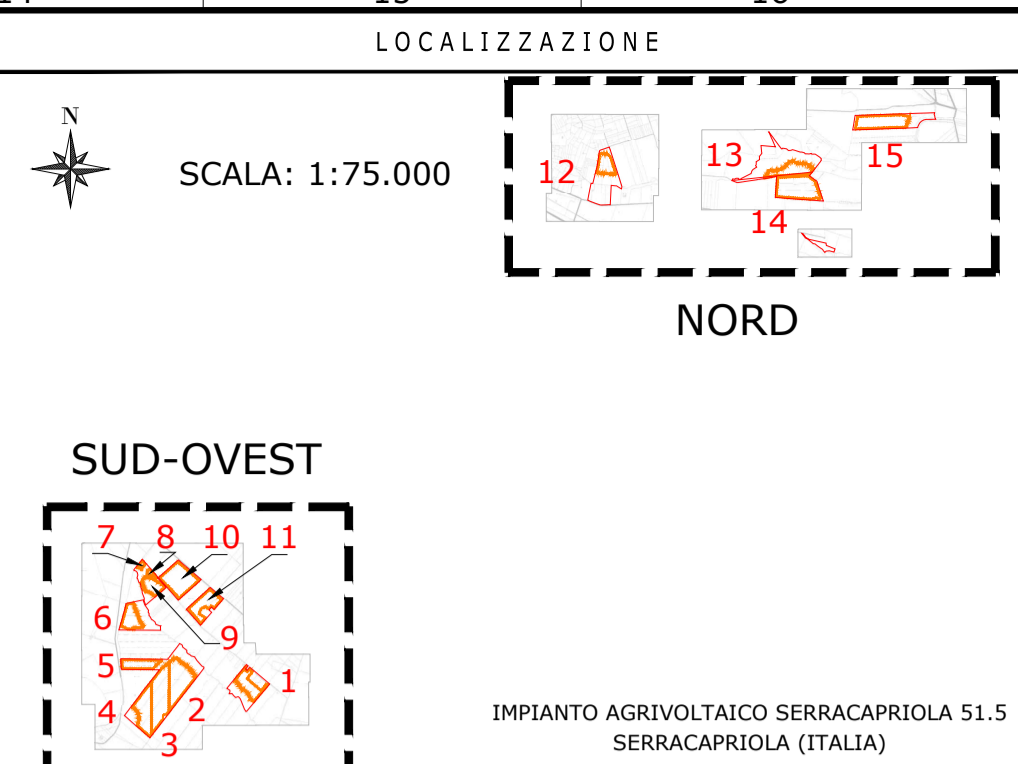 LOCALIZZAZIONE
N
SCALA: 1:75.000
12
13
15
14
NORD
SUD-OVEST
7 8 10 11
6
9
5
1
4 2
3
IMPIANTO AGRIVOLTAICO SERRACAPRIOLA 51.5
SERRACAPRIOLA (ITALIA)